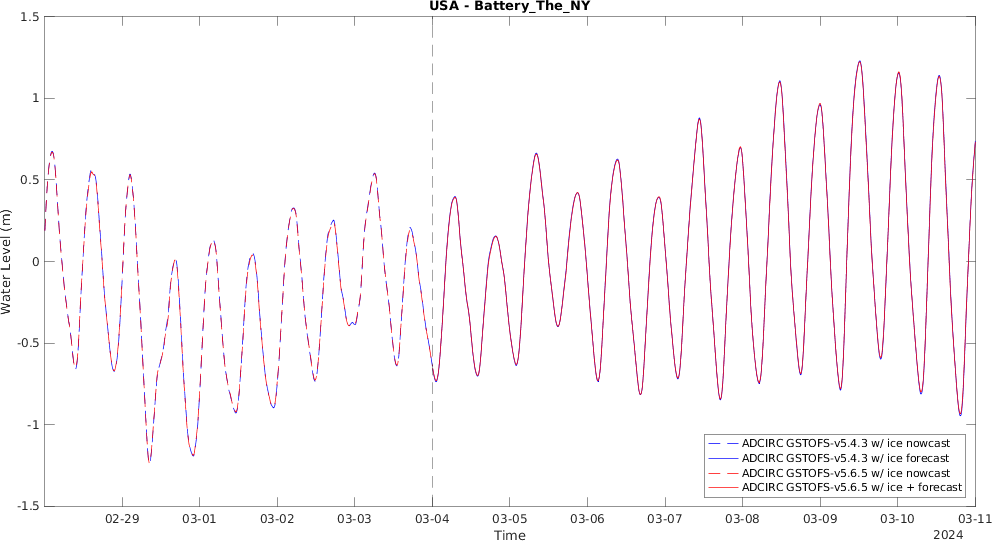 USA - Battery_The_NY
1.5
1
0.5
0
-0.5
-1
-1.5
Water Level (m)
02-29 03-01 03-02 03-03 03-04 03-05 03-06 03-07 03-08 03-09 03-10 03-11
Time
2024
ADCIRC GSTOFS-v5.4.3 w/ ice nowcast
ADCIRC GSTOFS-v5.4.3 w/ ice forecast
ADCIRC GSTOFS-v5.6.5 w/ ice nowcast
ADCIRC GSTOFS-v5.6.5 w/ ice + forecast